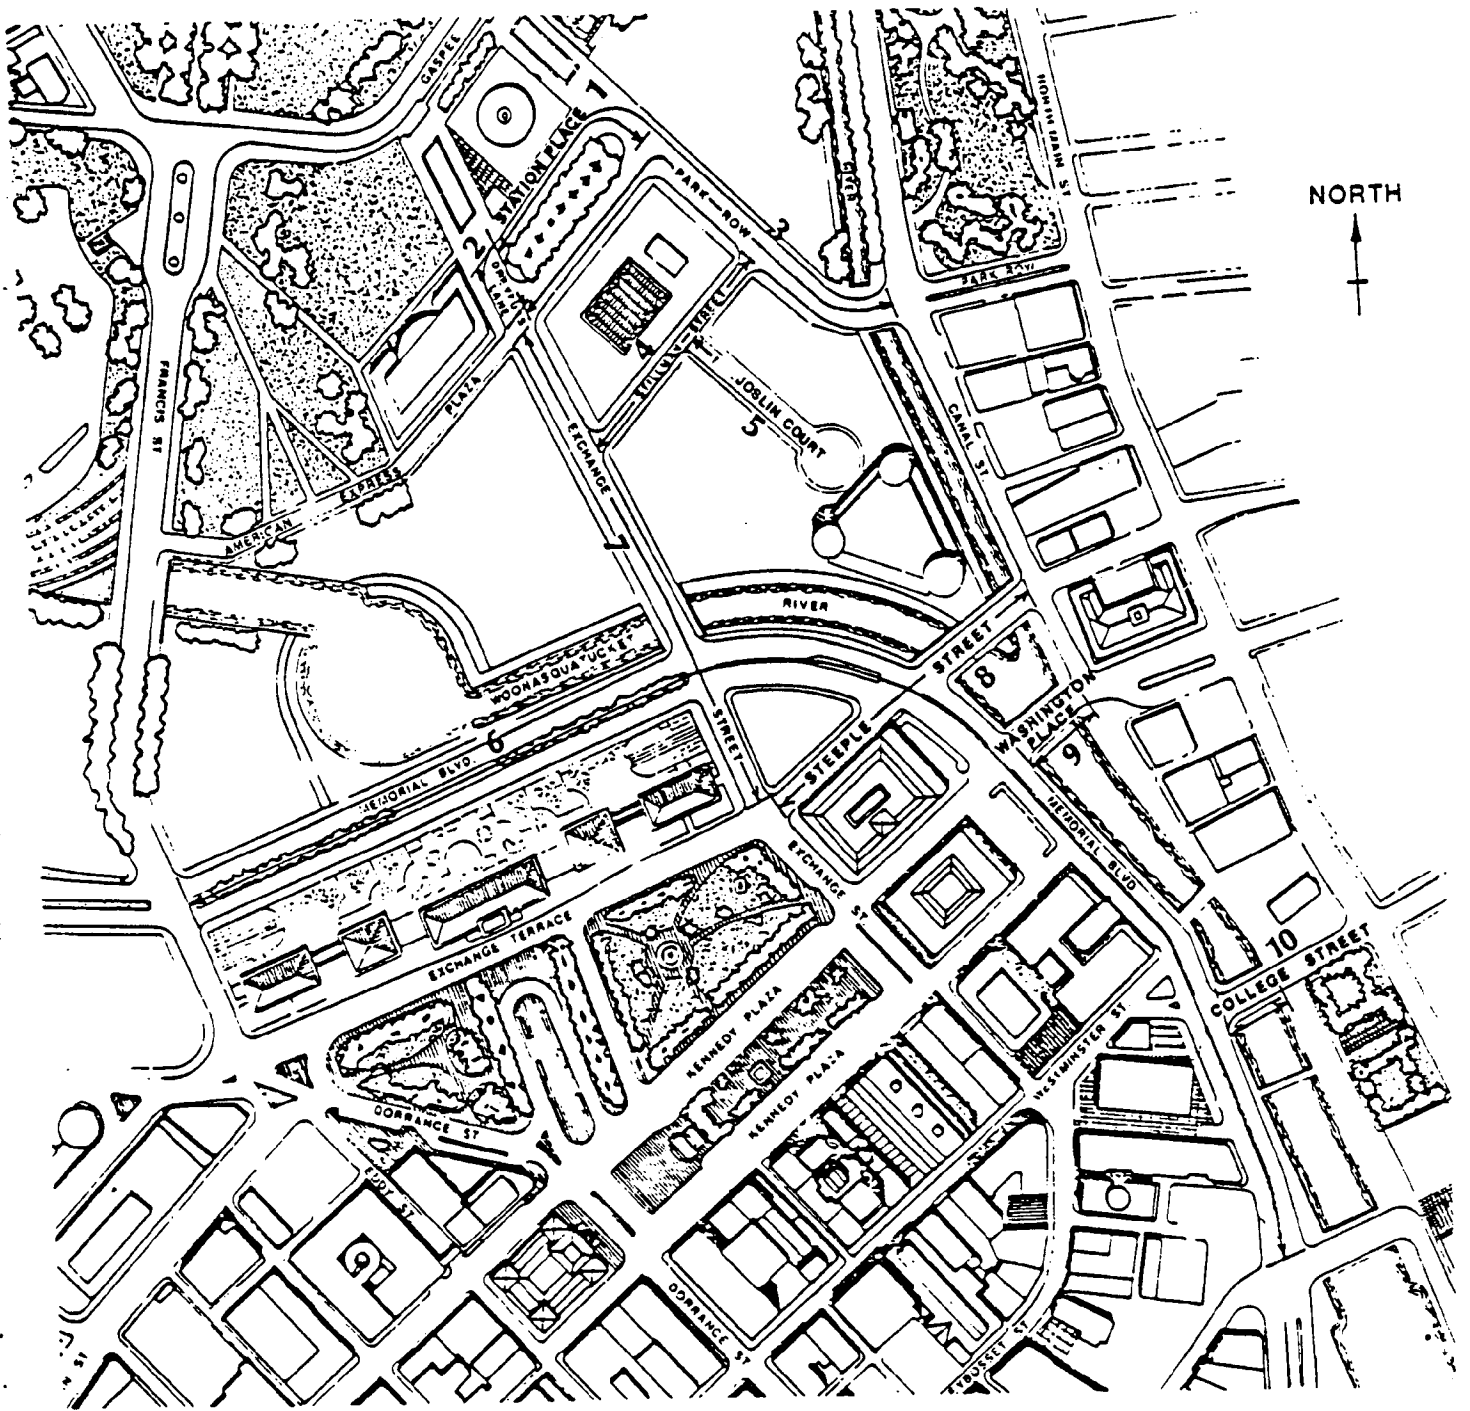 GASPEE
1
STATION PLACE
NORTH MAIN ST
NORTH
PARK ROW
3
2
PARK ROW
LANE
STREET
4
FRANCIS ST
PLAZA
JOSLIN COURT
5
CANAL ST
EXCHANGE
EXPRESS
AMERICAN
7
RIVER
STREET
8
WOONASQUATUCKET
WASHINGTON
PLACE
9
STREET
6
STEEPLE
MEMORIAL BLVD.
MEMORIAL BLVD
EXCHANGE
ST.
EXCHANGE TERRACE
10
COLLEGE STREET
KENNEDY PLAZA
KENNEDY PLAZA
WESTMINSTER ST
DORRANCE ST
EDDY ST
DORRANCE ST
ST